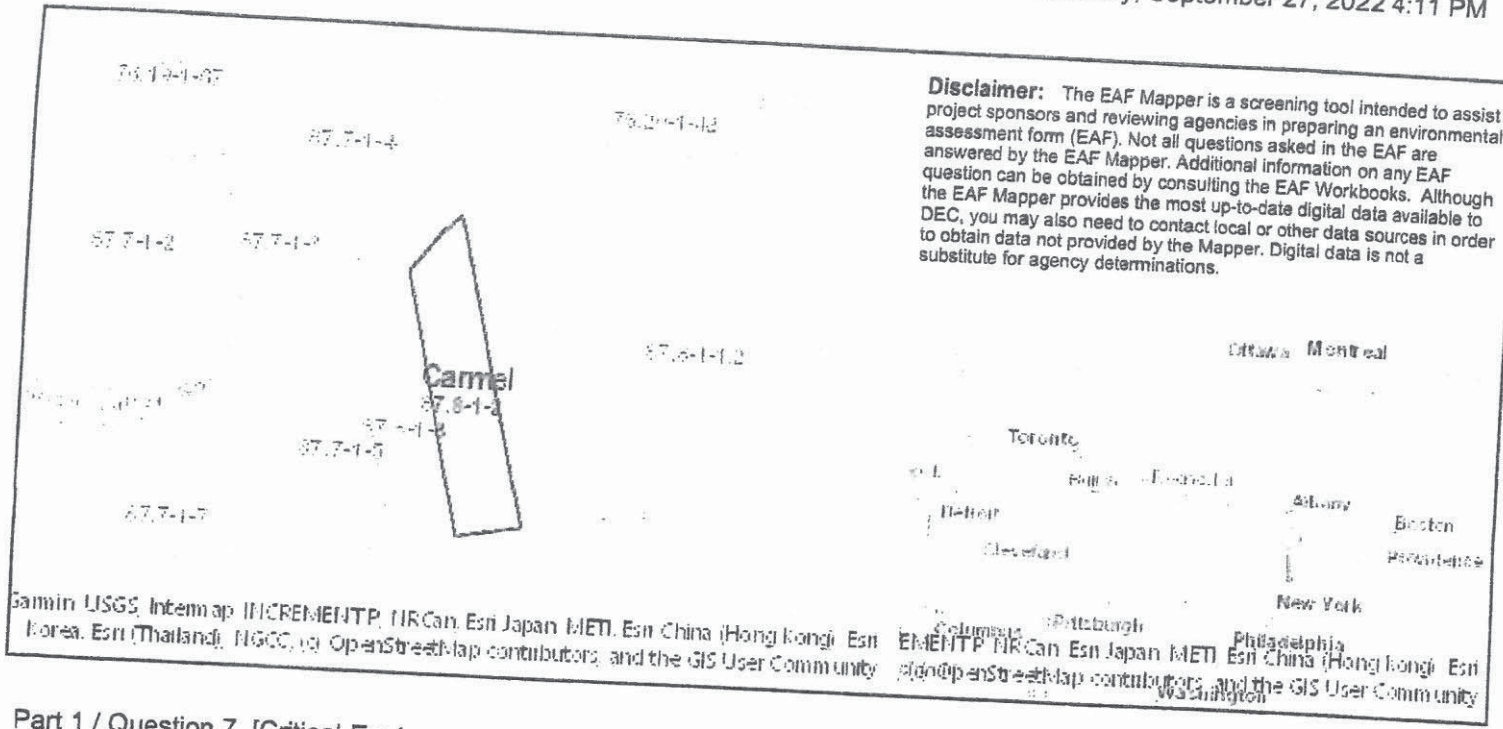 September 27, 2022 4:11 PM
Disclaimer: The EAF Mapper is a screening tool intended to assist
project sponsors and reviewing agencies in preparing an environmental
assessment form (EAF). Not all questions asked in the EAF are
answered by the EAF Mapper. Additional information on any EAF
question can be obtained by consulting the EAF Workbooks. Although
the EAF Mapper provides the most up-to-date digital data available to
DEC, you may also need to contact local or other data sources in order
to obtain data not provided by the Mapper. Digital data is not a
substitute for agency determinations.
87.7-1-4
87.7-1-2
Carmel
87.8-1-2
87.7-1-5
87.7-1-7
Ottawa Montreal
Toronto
Detroit
Albany
Boston
Cleveland
Providence
New York
Columbus Pittsburgh
Philadelphia
Washington
Garmin, USGS, Intermap, INCREMENT P, NRCan, Esri Japan, METI, Esri China (Hong Kong), Esri
Korea, Esri (Thailand), NGCC, (c) OpenStreetMap contributors, and the GIS User Community
EMENT P, NRCan, Esri Japan, METI, Esri China (Hong Kong), Esri
OpenStreetMap contributors, and the GIS User Community
Part 1 / Question 7